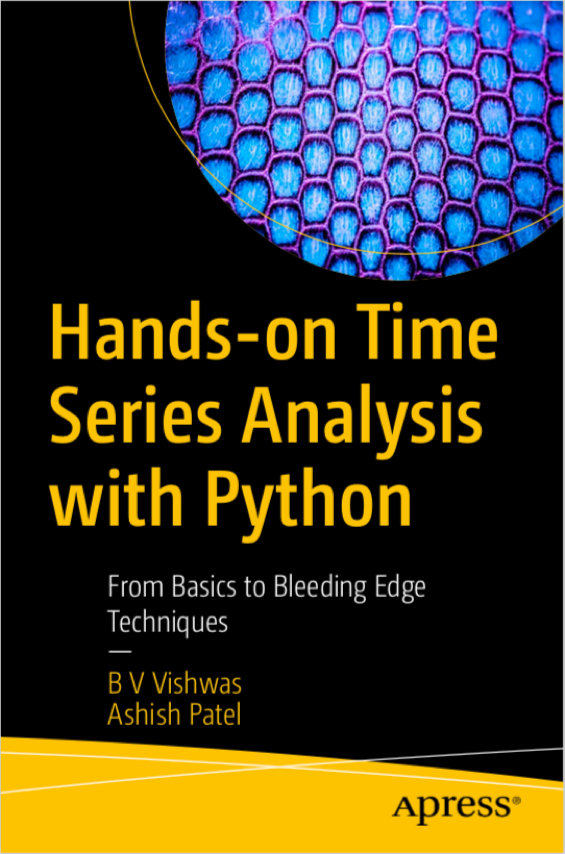 Hands-on Time
Series Analysis
with Python
From Basics to Bleeding Edge
Techniques
—
B V Vishwas
Ashish Patel
Apress®